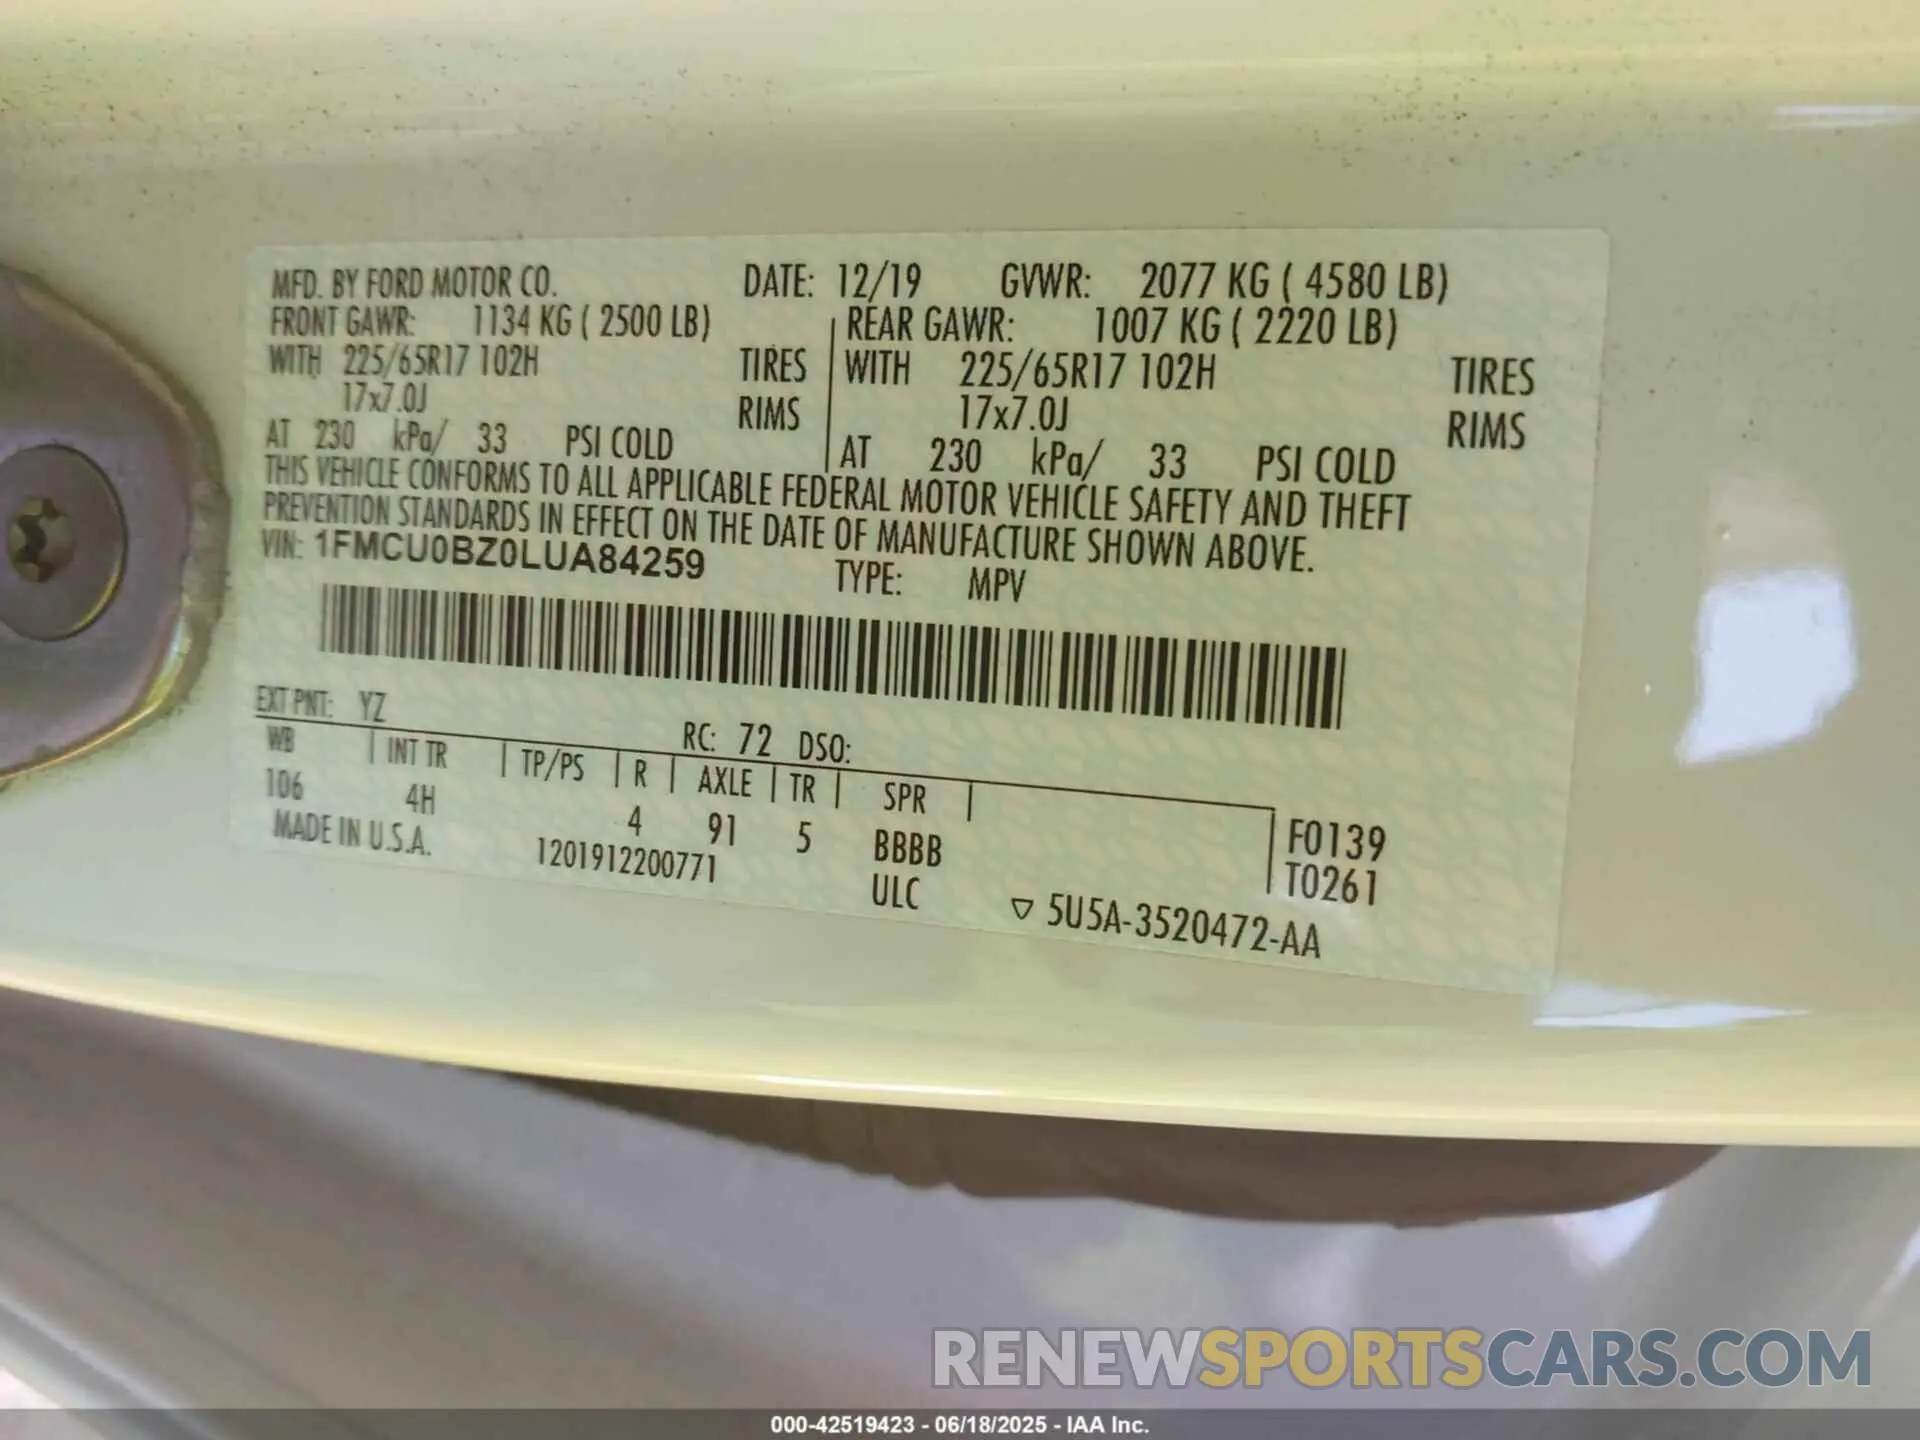 MFD. BY FORD MOTOR CO. DATE: 12/19 GVWR: 2077 KG ( 4580 LB)
FRONT GAWR: 1134 KG ( 2500 LB) REAR GAWR: 1007 KG ( 2220 LB)
WITH 225/65R17 102H TIRES WITH 225/65R17 102H TIRES
17x7.0J RIMS 17x7.0J RIMS
AT 230 kPa/ 33 PSI COLD AT 230 kPa/ 33 PSI COLD
THIS VEHICLE CONFORMS TO ALL APPLICABLE FEDERAL MOTOR VEHICLE SAFETY AND THEFT
PREVENTION STANDARDS IN EFFECT ON THE DATE OF MANUFACTURE SHOWN ABOVE.
VIN: 1FMCU0BZ0LUA84259 TYPE: MPV
EXT PNT: YZ RC: 72 DSO:
WB | INT TR | TP/PS | R | AXLE | TR | SPR |
106 4H 4 91 5 BBBB F0139
MADE IN U.S.A. 1201912200771 ULC T0261
▽ 5U5A-3520472-AA
RENEWSPORTSCARS.COM
000-42519423 - 06/18/2025 - IAA Inc.